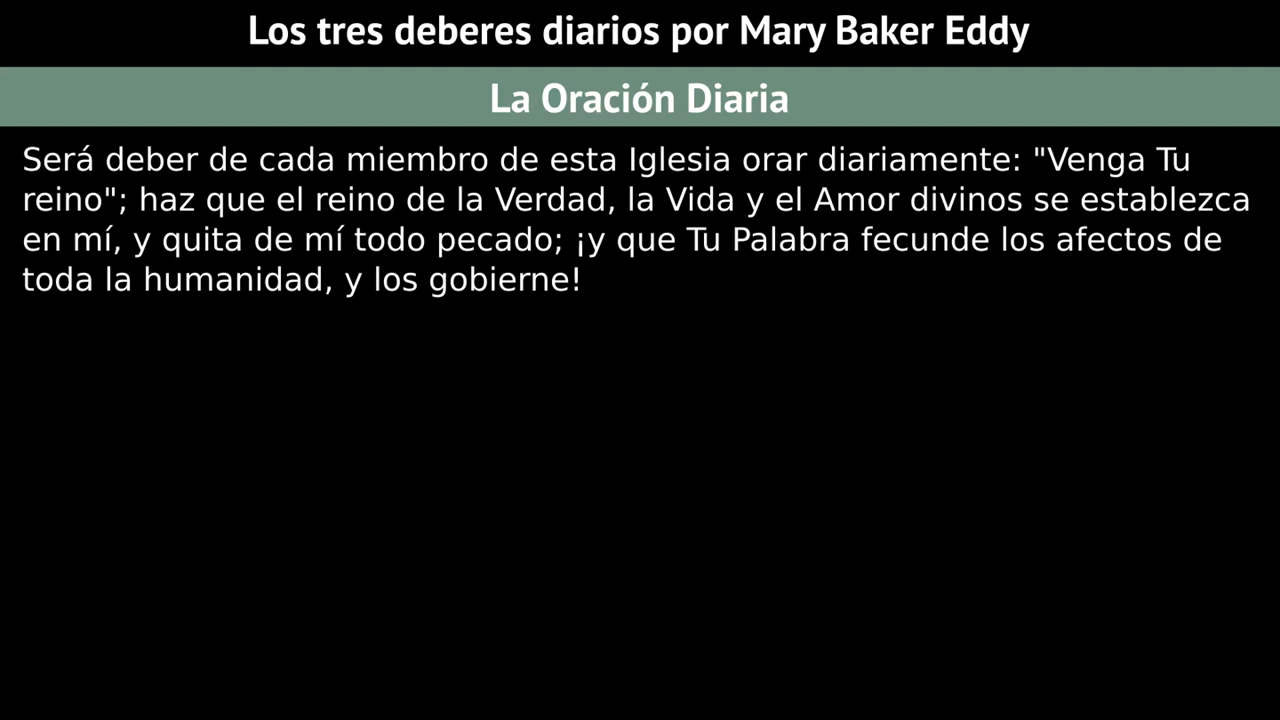 Los tres deberes diarios por Mary Baker Eddy
La Oración Diaria
Será deber de cada miembro de esta Iglesia orar diariamente: "Venga Tu
reino"; haz que el reino de la Verdad, la Vida y el Amor divinos se establezca
en mí, y quita de mí todo pecado; ¡y que Tu Palabra fecunde los afectos de
toda la humanidad, y los gobierne!